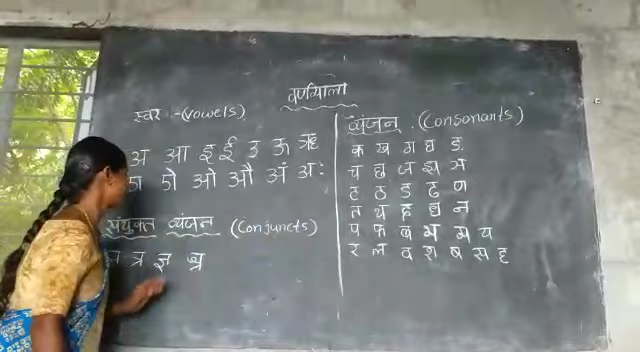 वर्णमाला
स्वर -(vowels)
अ आ इ ई उ ऊ ऋ
ए ऐ ओ औ अं अः
संयुक्त व्यंजन (Conjuncts)
त्र ज्ञ श्र
व्यंजन (Consonants)
क ख ग घ ङ
च छ ज झ ञ
ट ठ ड ढ ण
त थ द ध न
प फ ब भ म य
र ल व श ष स ह